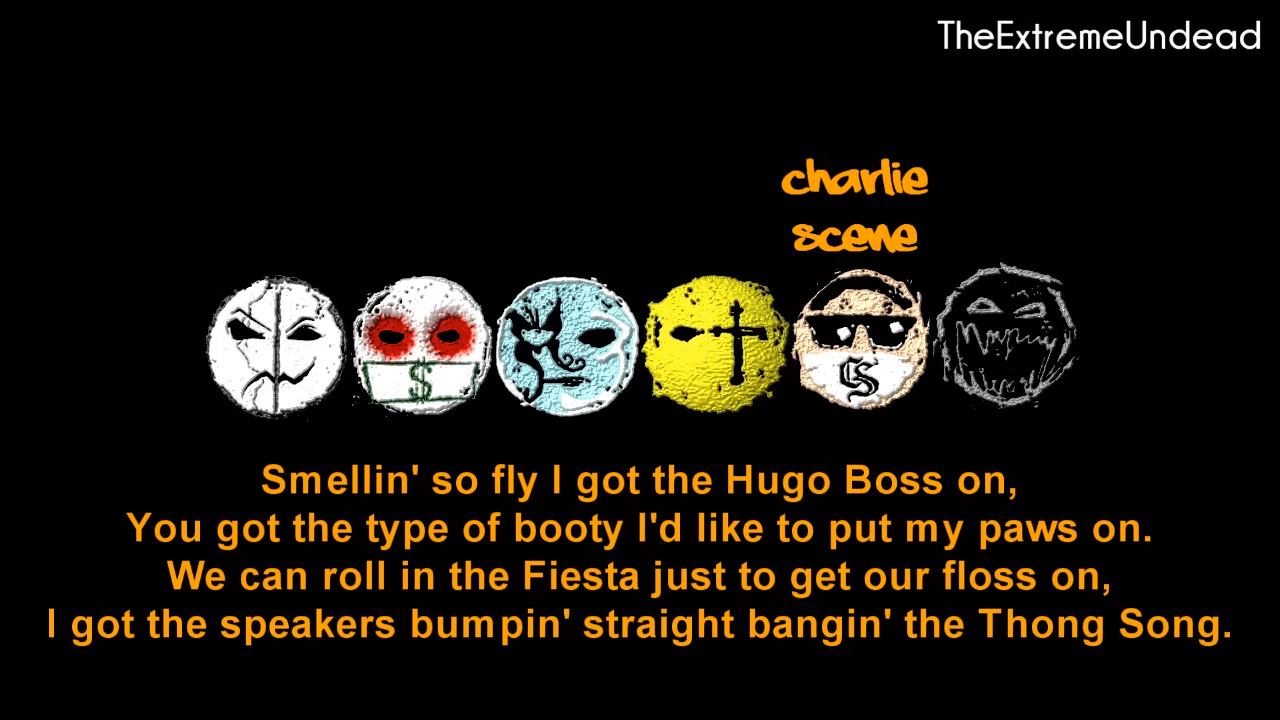 TheExtremeUndead
charlie
scene
$
CS
Smellin' so fly I got the Hugo Boss on,
You got the type of booty I'd like to put my paws on.
We can roll in the Fiesta just to get our floss on,
I got the speakers bumpin' straight bangin' the Thong Song.